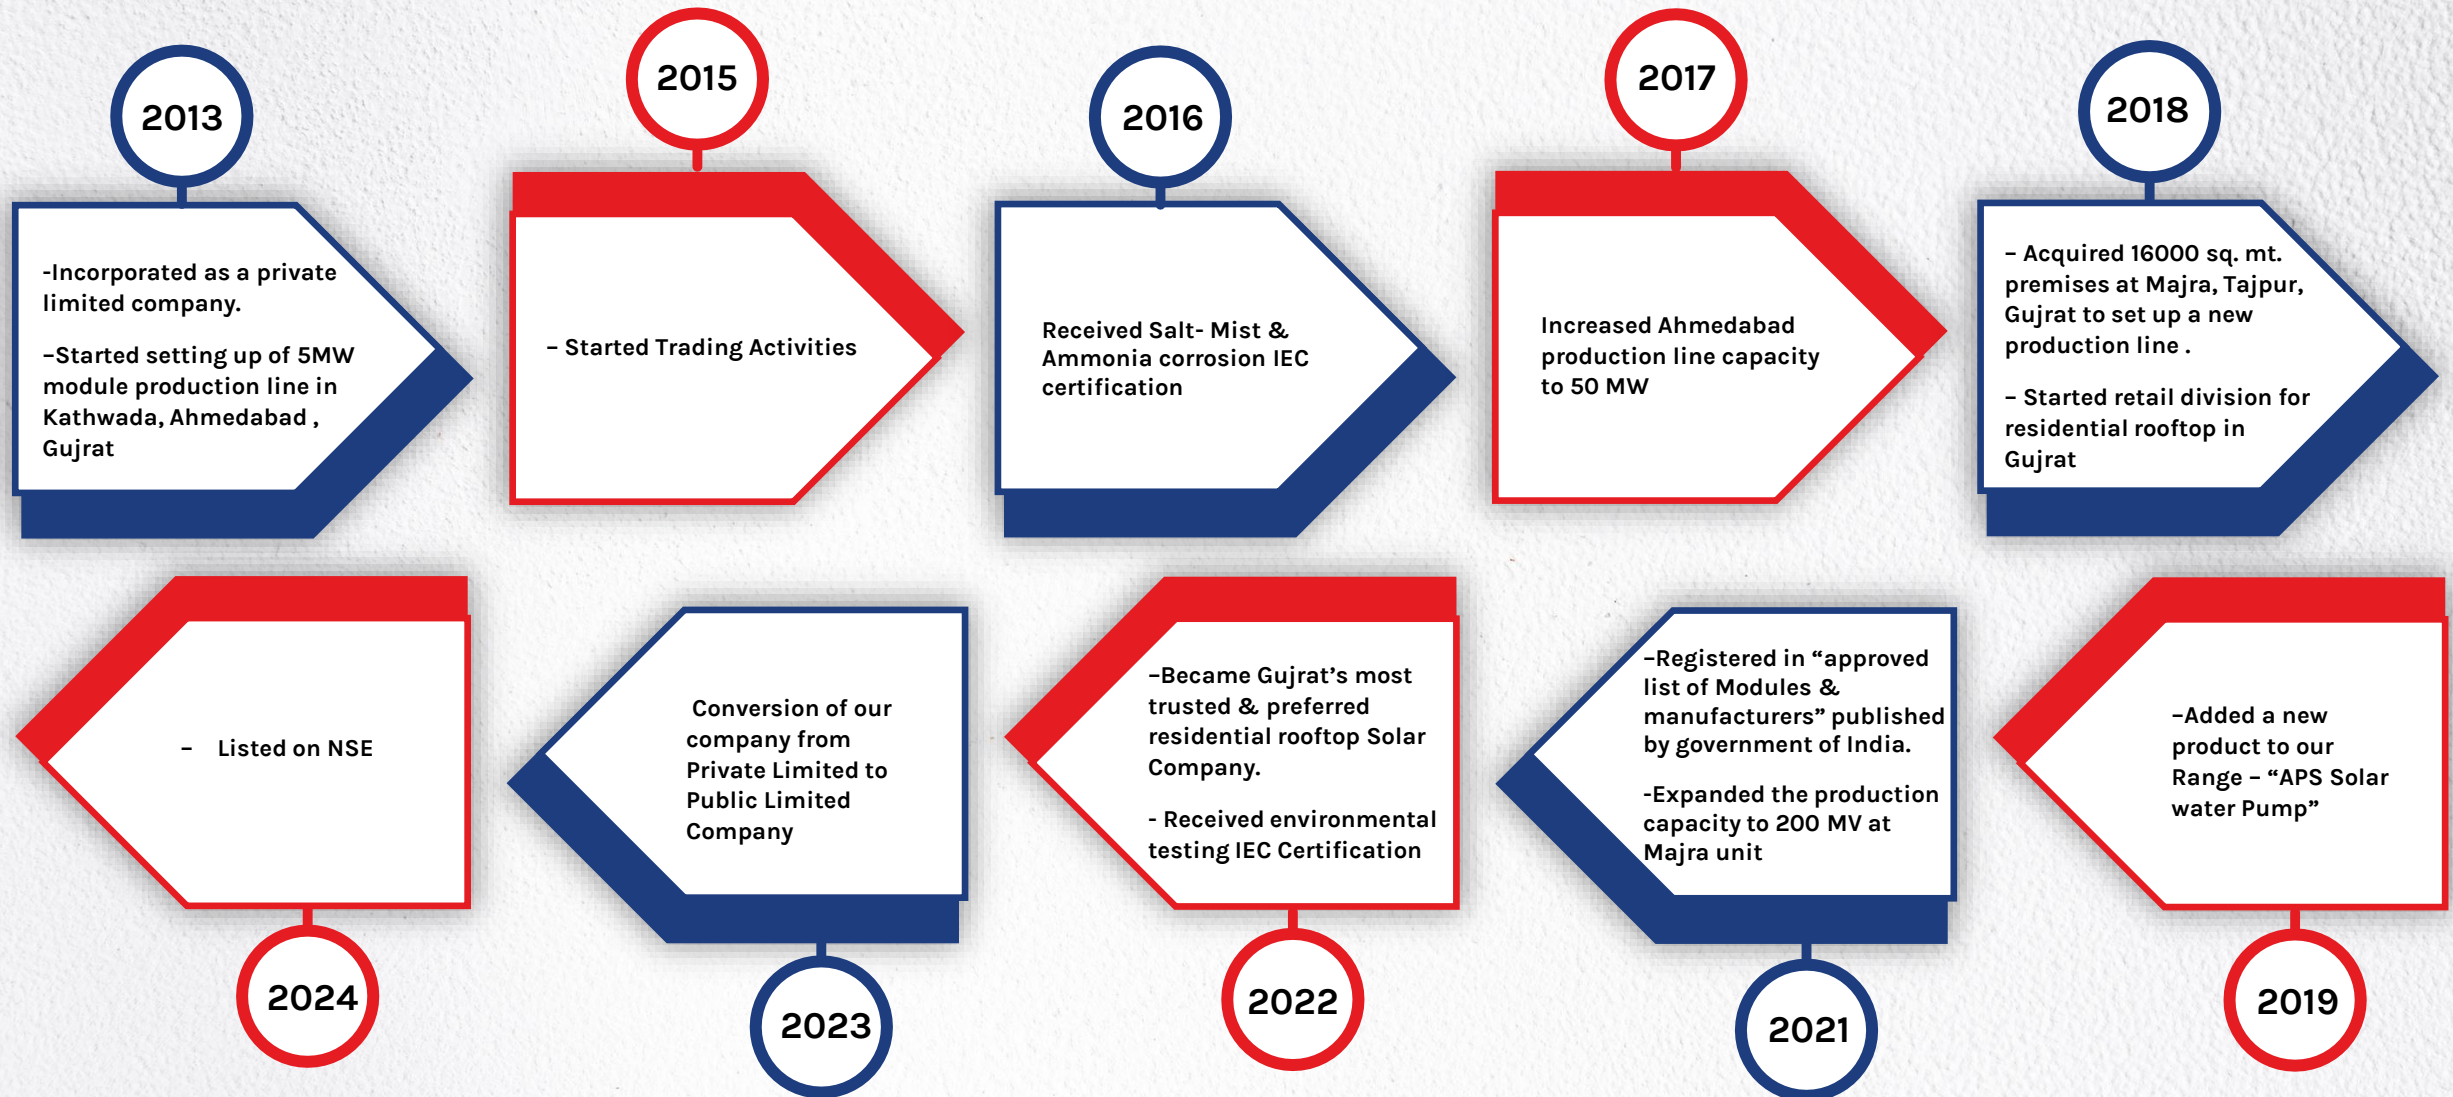 2013
-Incorporated as a private
limited company.
–Started setting up of 5MW
module production line in
Kathwada, Ahmedabad ,
Gujrat
2015
– Started Trading Activities
2016
Received Salt- Mist &
Ammonia corrosion IEC
certification
2017
Increased Ahmedabad
production line capacity
to 50 MW
2018
– Acquired 16000 sq. mt.
premises at Majra, Tajpur,
Gujrat to set up a new
production line .
– Started retail division for
residential rooftop in
Gujrat
–Added a new
product to our
Range – “APS Solar
water Pump”
2019
–Registered in “approved
list of Modules &
manufacturers” published
by government of India.
-Expanded the production
capacity to 200 MV at
Majra unit
2021
–Became Gujrat’s most
trusted & preferred
residential rooftop Solar
Company.
- Received environmental
testing IEC Certification
2022
Conversion of our
company from
Private Limited to
Public Limited
Company
2023
– Listed on NSE
2024